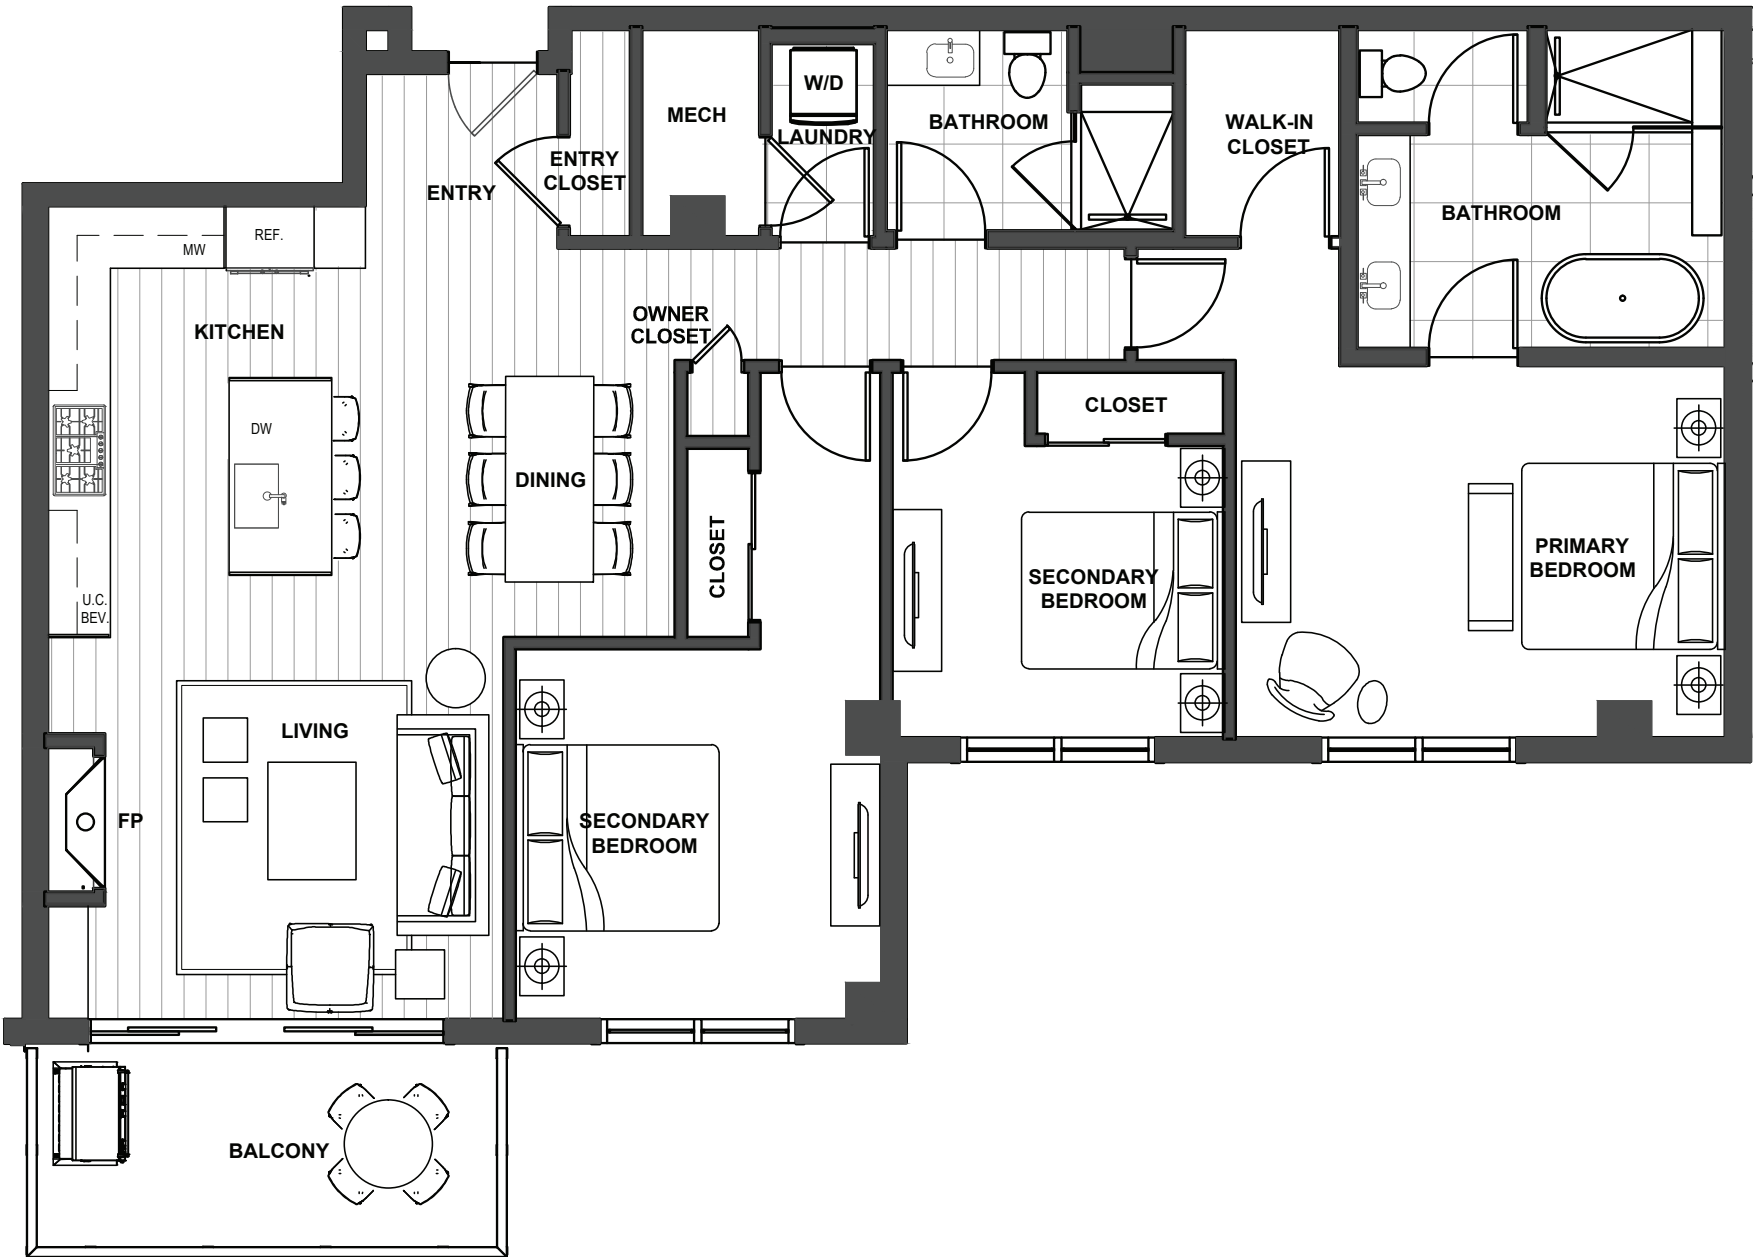 W/D
MECH
LAUNDRY
BATHROOM
WALK-IN
CLOSET
ENTRY
CLOSET
ENTRY
BATHROOM
REF.
MW
OWNER
CLOSET
KITCHEN
CLOSET
DW
DINING
CLOSET
PRIMARY
BEDROOM
SECONDARY
BEDROOM
U.C.
BEV.
LIVING
FP
SECONDARY
BEDROOM
BALCONY